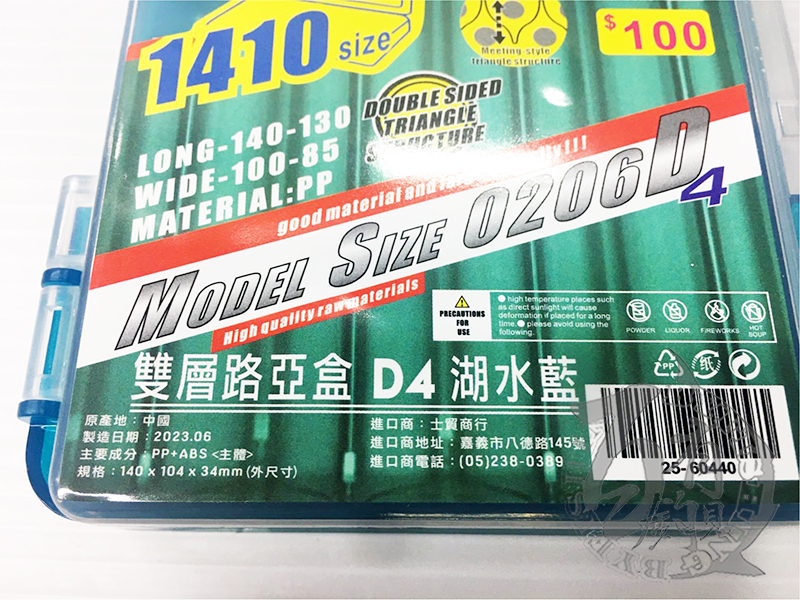 1410 size
Meeting-style
triangle structure
$100
LONG-140-130
WIDE-100-85
MATERIAL:PP
DOUBLE SIDED
TRIANGLE
STRUCTURE
good material and
!!!
MODEL SIZE 0206D4
High quality raw materials
PRECAUTIONS
FOR
USE
● high temperature places such
as direct sunlight will cause
deformation if placed for a long
time.● please avoid using the
following.
POWDER LIQUOR FIREWORKS HOT SOUP
PP 纸
雙層路亞盒 D4 湖水藍
原產地:中國
製造日期:2023.06
主要成分:PP+ABS <主體>
規格:140 x 104 x 34mm(外尺寸)
進口商:士貿商行
進口商地址:嘉義市八德路145號
進口商電話:(05)238-0389
25-60440